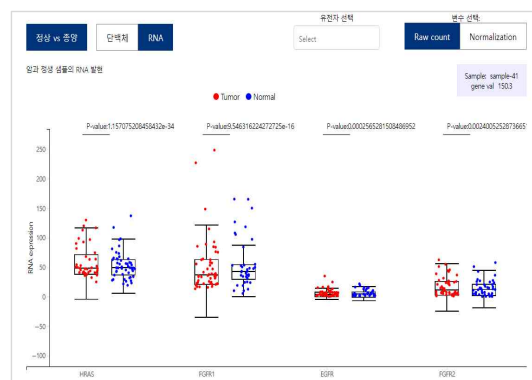 유전자 선택
변수 선택:
정상 vs 종양
단백체
RNA
Select
Raw count
Normalization
암과 정생 샘플의 RNA 발현
Sample: sample-41
gene val 150.3
Tumor
Normal
P-value:1.157075208458432e-34
P-value:9.546316224272725e-16
P-value:0.0002565281508486952
P-value:0.0024005252873665
250
200
150
100
50
0
−50
−100
RNA expression
HRAS
FGFR1
EGFR
FGFR2